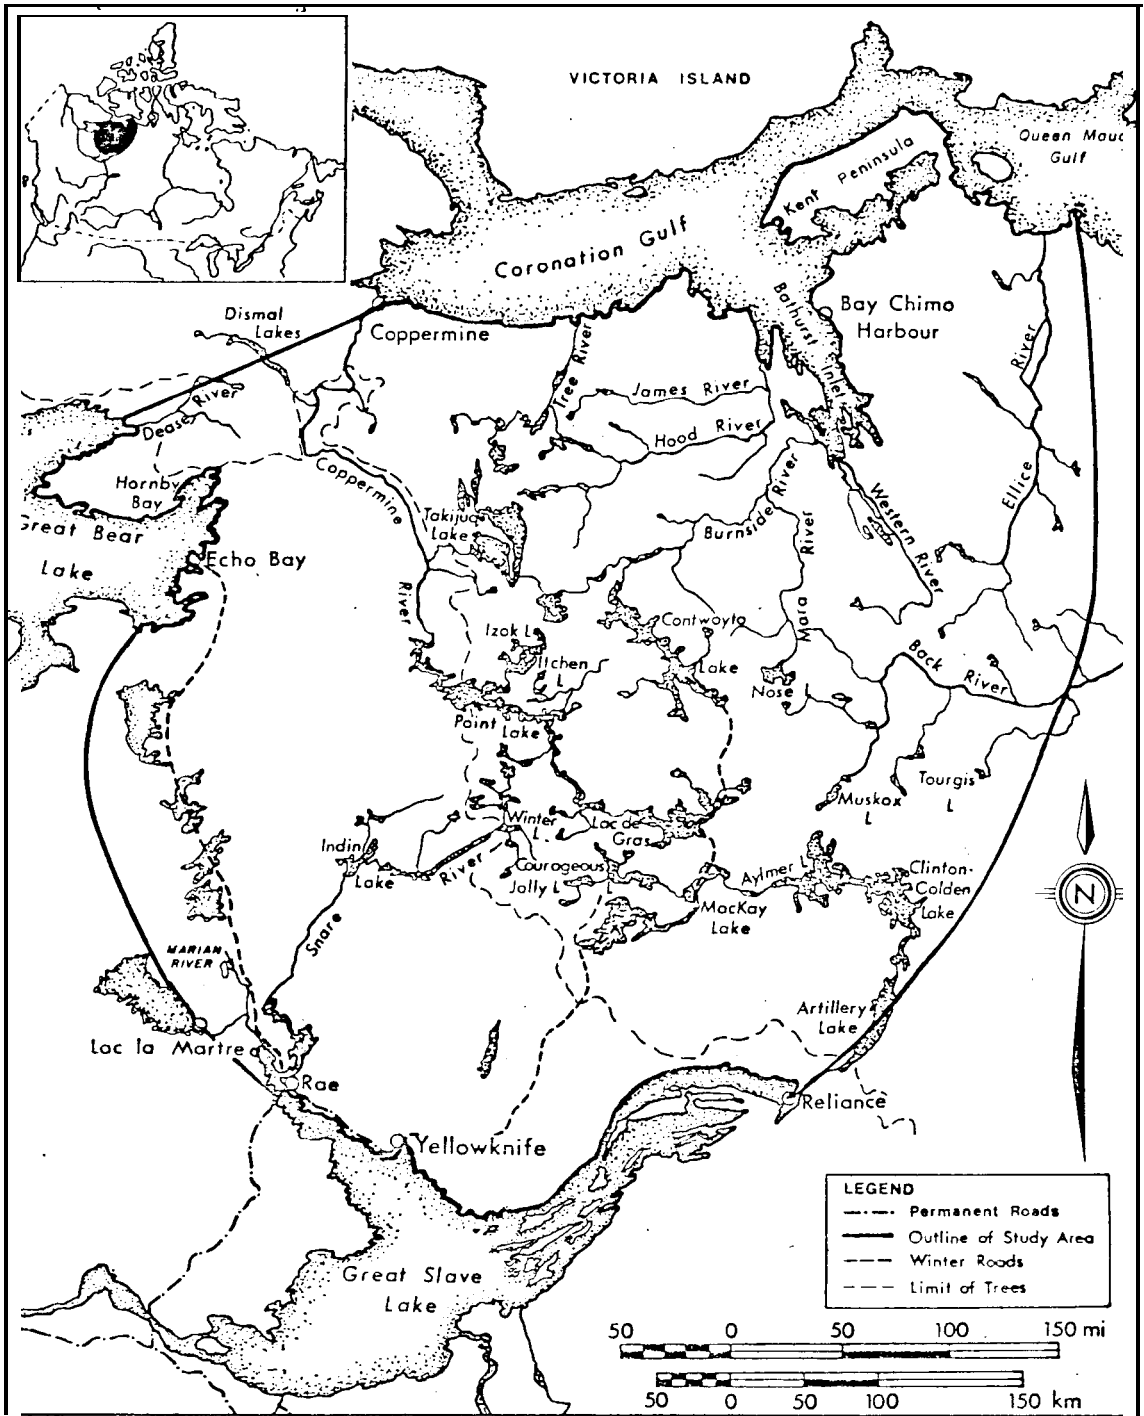 VICTORIA ISLAND
Queen Maud
Gulf
Kent Peninsula
Coronation Gulf
Bathurst Inlet
Bay Chimo
Harbour
Dismal
Lakes
Coppermine
Tree River
James River
Hood River
River
Ellice
Dease River
Hornby
Bay
Great Bear
Lake
Echo Bay
Coppermine
River
Takijuq
Lake
Burnside River
Western River
Mara River
Izok L
Itchen
L
Contwoyto
Lake
Nose L
Back River
Point
Lake
Muskox
L
Tourgis
L
Winter
L
Lac de
Gras
Indin
Lake
River
Courageous
Jolly L
L
Aylmer L
Clinton-
Colden
Lake
MacKay
Lake
Snare
MARIAN
RIVER
Artillery
Lake
Lac la Martre
Rae
Reliance
Yellowknife
Great Slave
Lake
N
LEGEND
Permanent Roads
Outline of Study Area
Winter Roads
Limit of Trees
50 0 50 100 150 mi
50 0 50 100 150 km